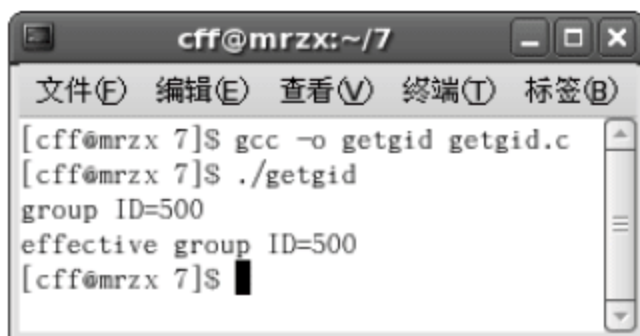 cff@mrzx:~/7
文件(F) 编辑(E) 查看(V) 终端(T) 标签(B)
[cff@mrzx 7]$ gcc -o getgid getgid.c
[cff@mrzx 7]$ ./getgid
group ID=500
effective group ID=500
[cff@mrzx 7]$